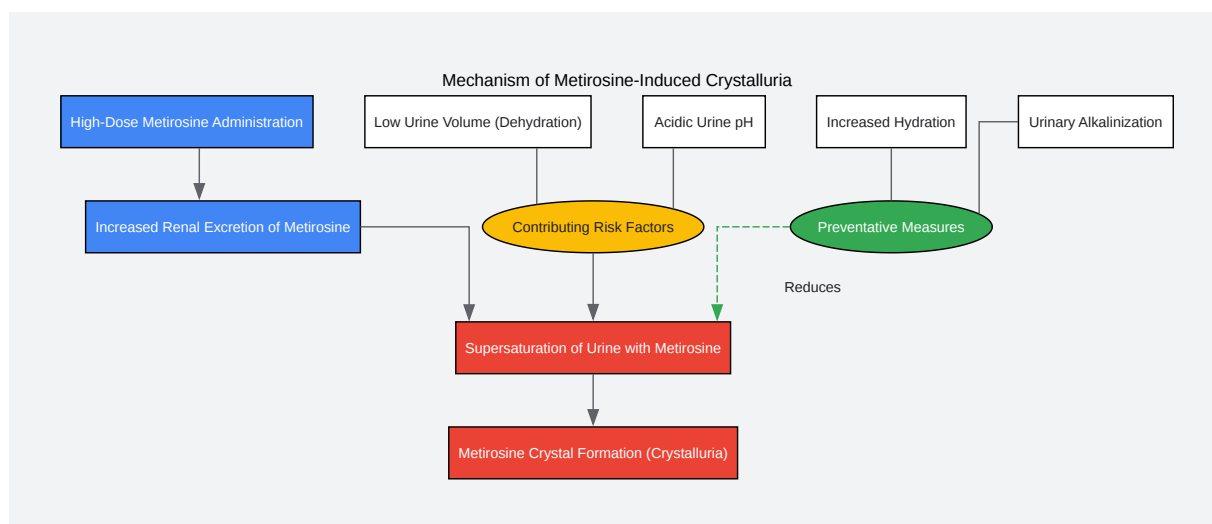 Mechanism of Metirosine-Induced Crystalluria
High-Dose Metirosine Administration
Low Urine Volume (Dehydration)
Acidic Urine pH
Increased Hydration
Urinary Alkalinization
Increased Renal Excretion of Metirosine
Contributing Risk Factors
Preventative Measures
Reduces
Supersaturation of Urine with Metirosine
Metirosine Crystal Formation (Crystalluria)